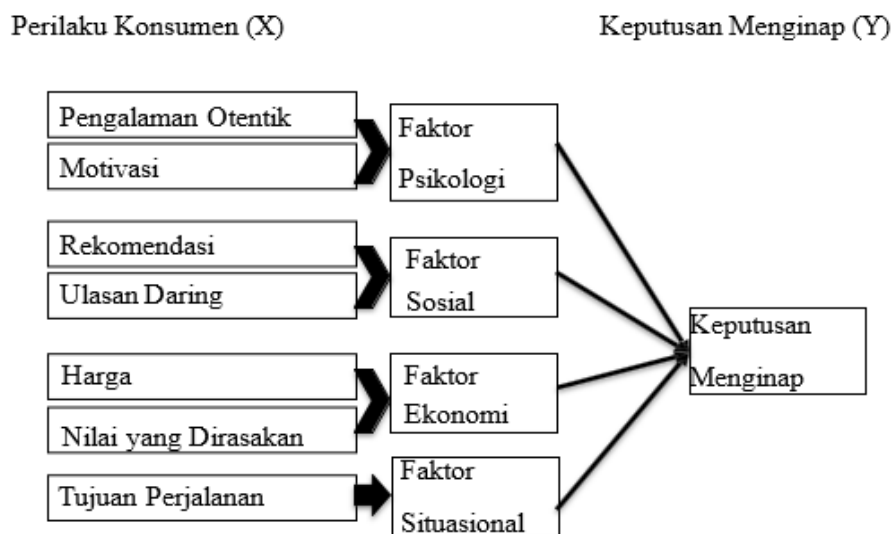 Perilaku Konsumen (X)
Keputusan Menginap (Y)
Pengalaman Otentik
Motivasi
Faktor
Psikologi
Rekomendasi
Ulasan Daring
Faktor
Sosial
Harga
Nilai yang Dirasakan
Faktor
Ekonomi
Tujuan Perjalanan
Faktor
Situasional
Keputusan
Menginap